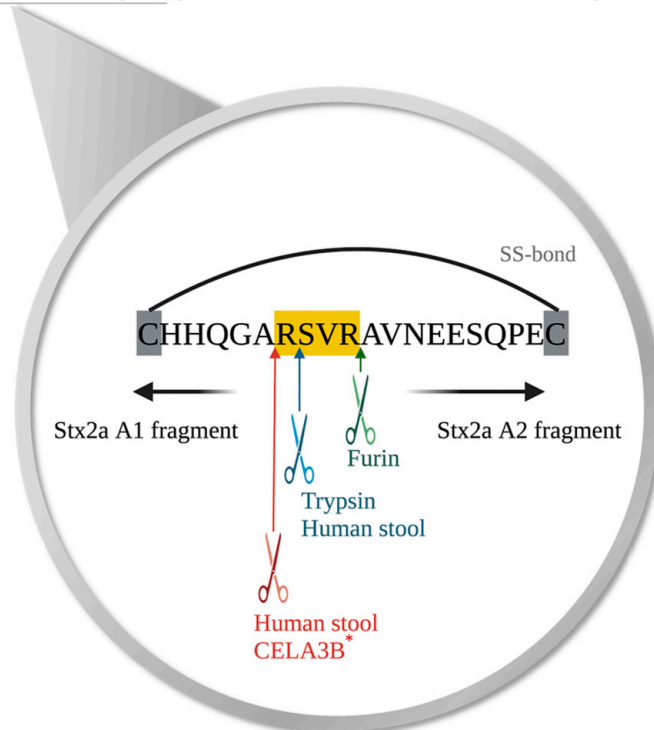 SS-bond
CHHQGARSVRAVNEESQPEC
Stx2a A1 fragment
Stx2a A2 fragment
Furin
Trypsin
Human stool
Human stool
CELA3B*